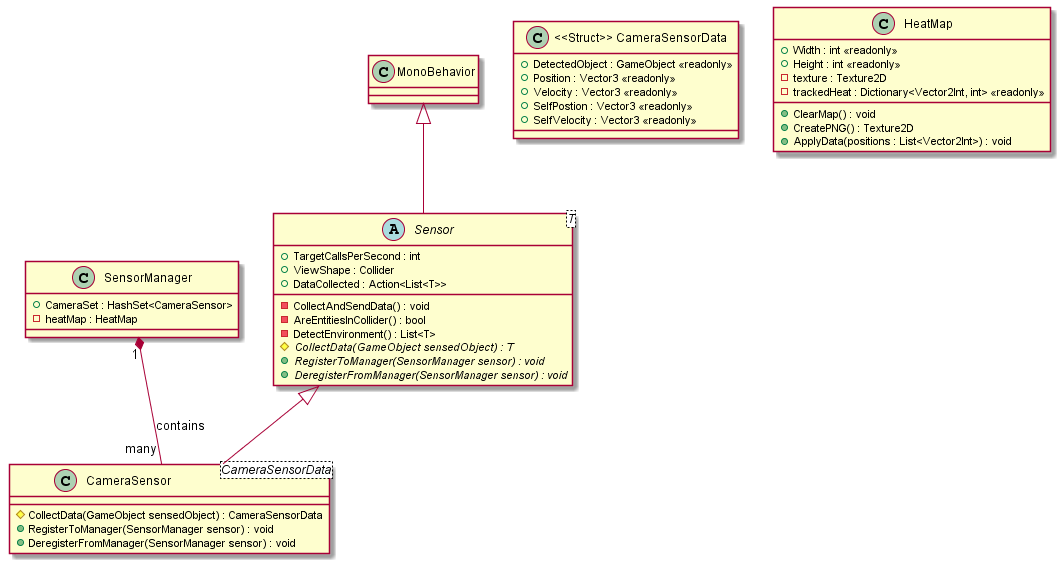 C MonoBehavior
C <<Struct>> CameraSensorData
DetectedObject : GameObject «readonly»
Position : Vector3 «readonly»
Velocity : Vector3 «readonly»
SelfPostion : Vector3 «readonly»
SelfVelocity : Vector3 «readonly»
C HeatMap
Width : int «readonly»
Height : int «readonly»
texture : Texture2D
trackedHeat : Dictionary<Vector2Int, int> «readonly»
ClearMap() : void
CreatePNG() : Texture2D
ApplyData(positions : List<Vector2Int>) : void
T
A Sensor
TargetCallsPerSecond : int
ViewShape : Collider
DataCollected : Action<List<T>>
CollectAndSendData() : void
AreEntitiesInCollider() : bool
DetectEnvironment() : List<T>
CollectData(GameObject sensedObject) : T
RegisterToManager(SensorManager sensor) : void
DeregisterFromManager(SensorManager sensor) : void
C SensorManager
CameraSet : HashSet<CameraSensor>
heatMap : HeatMap
1
contains
many
CameraSensorData
C CameraSensor
CollectData(GameObject sensedObject) : CameraSensorData
RegisterToManager(SensorManager sensor) : void
DeregisterFromManager(SensorManager sensor) : void